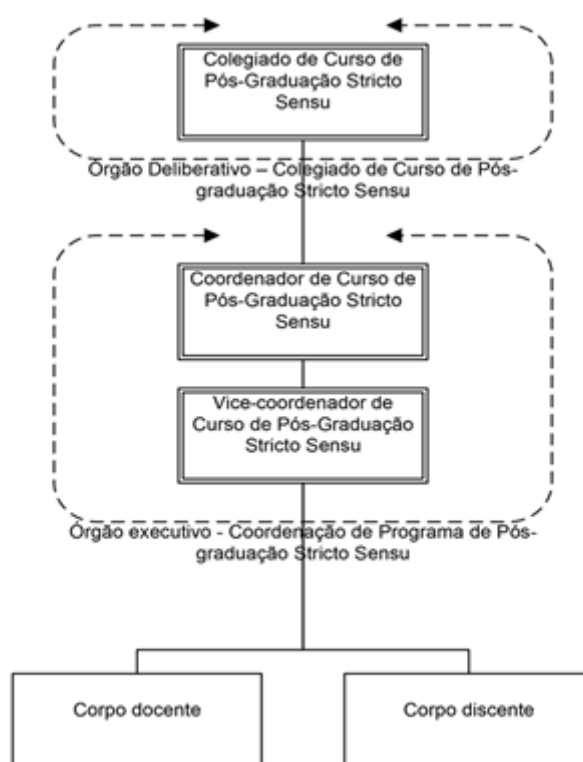 Colegiado de Curso de
Pós-Graduação Stricto
Sensu
Órgão Deliberativo – Colegiado de Curso de Pós-
graduação Stricto Sensu
Coordenador de Curso de
Pós-Graduação Stricto
Sensu
Vice-coordenador de
Curso de Pós-Graduação
Stricto Sensu
Órgão executivo - Coordenação de Programa de Pós-
graduação Stricto Sensu
Corpo docente
Corpo discente